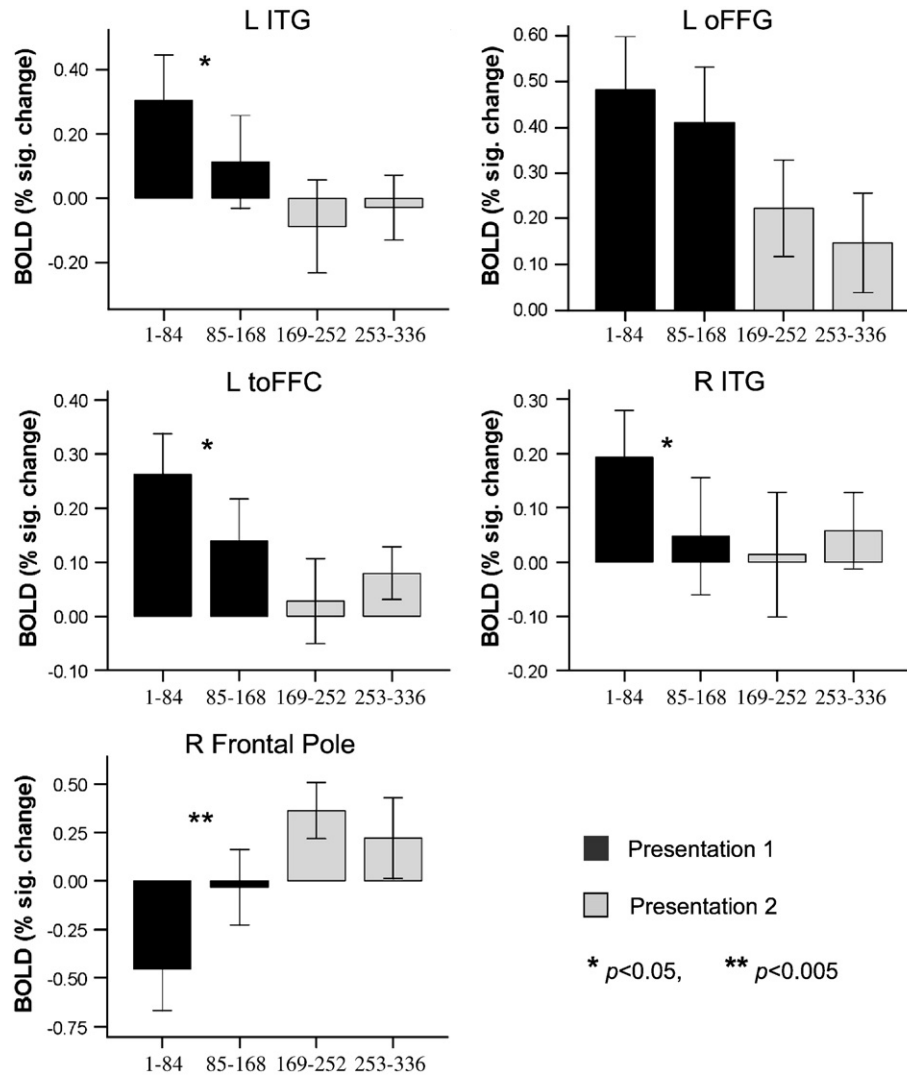 L ITG
BOLD (% sig. change)
0.40
0.20
0.00
-0.20
*
1-84 85-168 169-252 253-336
L oFFG
BOLD (% sig. change)
0.60
0.50
0.40
0.30
0.20
0.10
0.00
1-84 85-168 169-252 253-336
L toFFC
BOLD (% sig. change)
0.40
0.30
0.20
0.10
0.00
-0.10
*
1-84 85-168 169-252 253-336
R ITG
BOLD (% sig. change)
0.30
0.20
0.10
0.00
-0.10
-0.20
*
1-84 85-168 169-252 253-336
R Frontal Pole
BOLD (% sig. change)
0.50
0.25
0.00
-0.25
-0.50
-0.75
**
1-84 85-168 169-252 253-336
Presentation 1
Presentation 2
* p<0.05, ** p<0.005